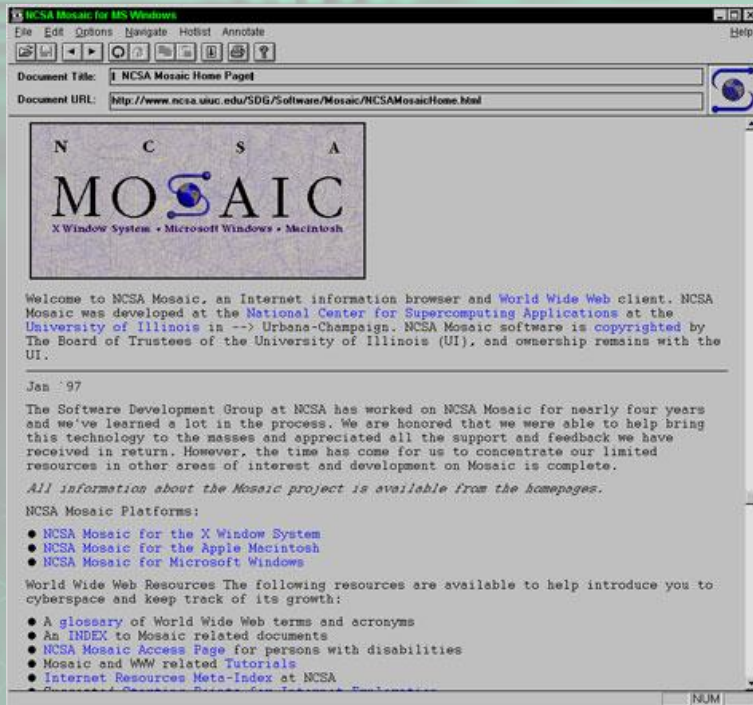 NCSA Mosaic for MS Windows
File Edit Options Navigate Hotlist Annotate Help
Document Title: NCSA Mosaic Home Page
Document URL: http://www.ncsa.uiuc.edu/SDG/Software/Mosaic/NCSAMosaicHome.html
N C S A
MOSAIC
X Window System • Microsoft Windows • Macintosh
Welcome to NCSA Mosaic, an Internet information browser and World Wide Web client. NCSA
Mosaic was developed at the National Center for Supercomputing Applications at the
University of Illinois in --> Urbana-Champaign. NCSA Mosaic software is copyrighted by
The Board of Trustees of the University of Illinois (UI), and ownership remains with the
UI.
Jan '97
The Software Development Group at NCSA has worked on NCSA Mosaic for nearly four years
and we've learned a lot in the process. We are honored that we were able to help bring
this technology to the masses and appreciated all the support and feedback we have
received in return. However, the time has come for us to concentrate our limited
resources in other areas of interest and development on Mosaic is complete.
All information about the Mosaic project is available from the homepages.
NCSA Mosaic Platforms:
● NCSA Mosaic for the X Window System
● NCSA Mosaic for the Apple Macintosh
● NCSA Mosaic for Microsoft Windows
World Wide Web Resources The following resources are available to help introduce you to
cyberspace and keep track of its growth:
● A glossary of World Wide Web terms and acronyms
● An INDEX to Mosaic related documents
● NCSA Mosaic Access Page for persons with disabilities
● Mosaic and WWW related Tutorials
● Internet Resources Meta-Index at NCSA
● Suggested Starting Points for Internet Exploration
NUM